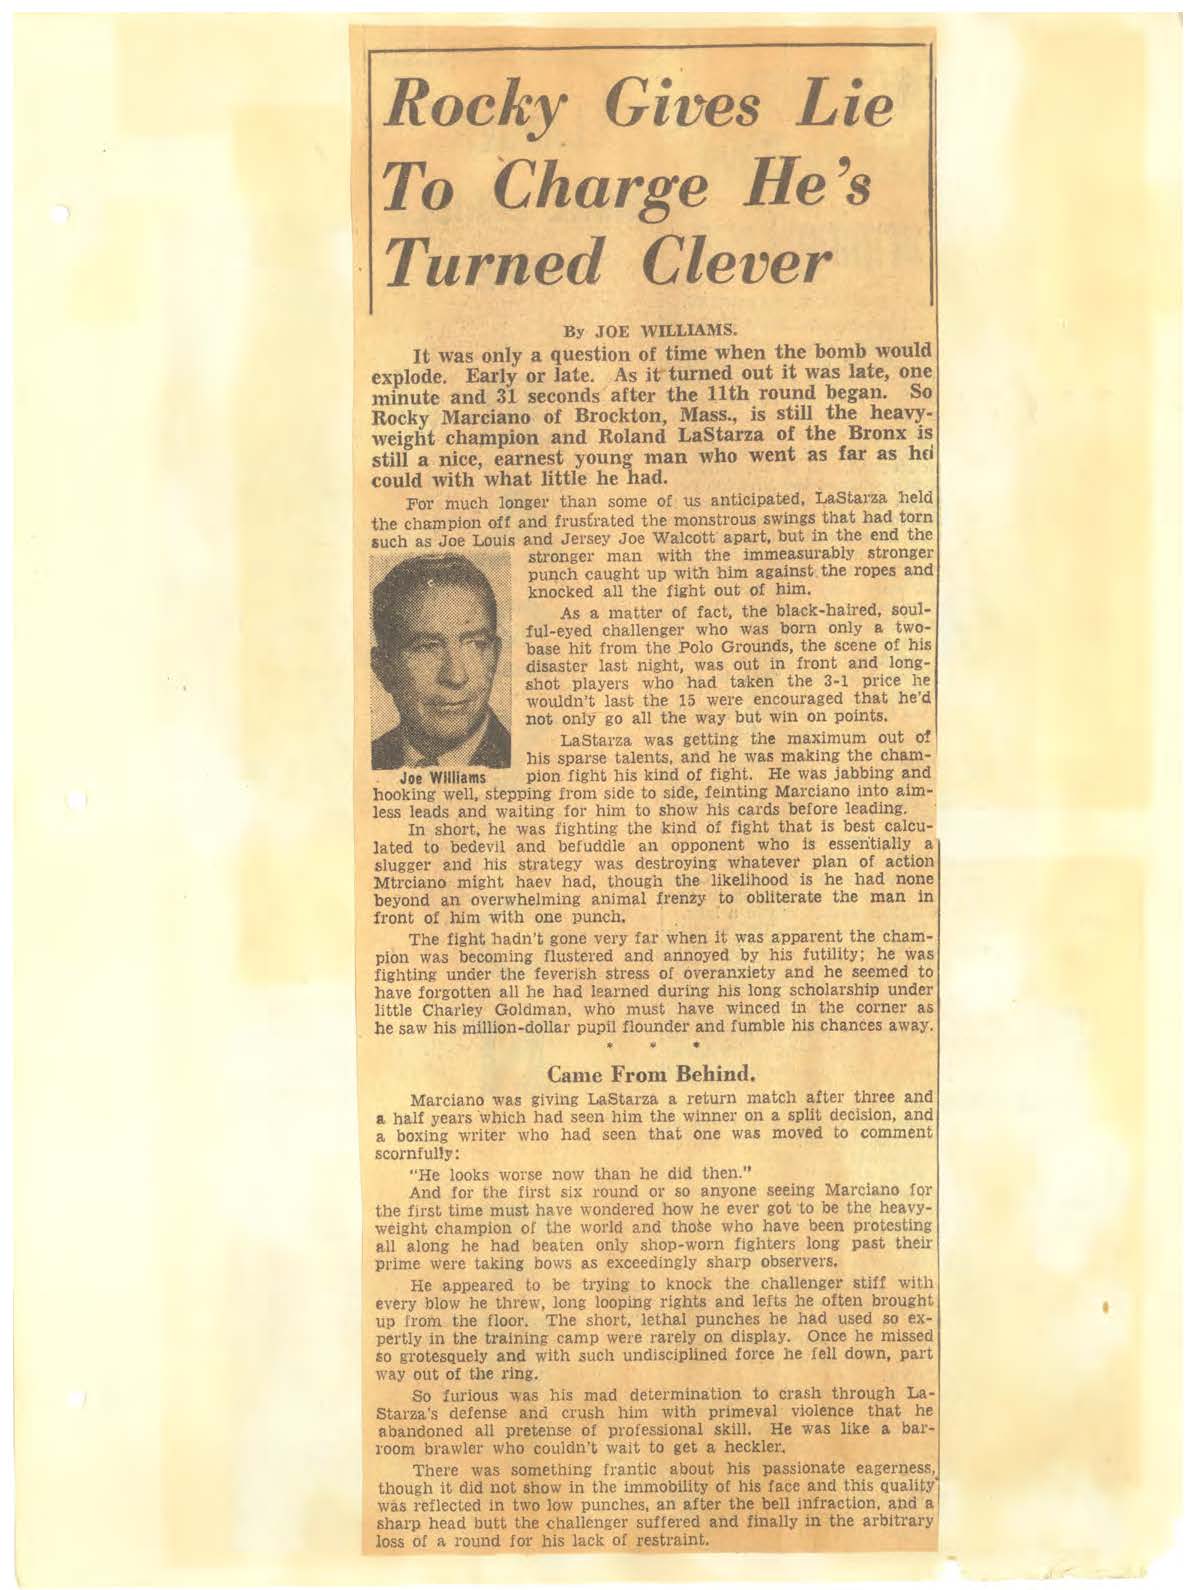 Rocky Gives Lie
To Charge He's
Turned Clever
By JOE WILLIAMS.
It was only a question of time when the bomb would
explode. Early or late. As it turned out it was late, one
minute and 31 seconds after the 11th round began. So
Rocky Marciano of Brockton, Mass., is still the heavy-
weight champion and Roland LaStarza of the Bronx is
still a nice, earnest young man who went as far as he
could with what little he had.
For much longer than some of us anticipated, LaStarza held
the champion off and frustrated the monstrous swings that had torn
such as Joe Louis and Jersey Joe Walcott apart, but in the end the
stronger man with the immeasurably stronger
punch caught up with him against the ropes and
knocked all the fight out of him.
As a matter of fact, the black-haired, soul-
ful-eyed challenger who was born only a two-
base hit from the Polo Grounds, the scene of his
disaster last night, was out in front and long-
shot players who had taken the 3-1 price he
wouldn't last the 15 were encouraged that he'd
not only go all the way but win on points.
LaStarza was getting the maximum out of
his sparse talents, and he was making the cham-
Joe Williams
pion fight his kind of fight. He was jabbing and
hooking well, stepping from side to side, feinting Marciano into aim-
less leads and waiting for him to show his cards before leading.
In short, he was fighting the kind of fight that is best calcu-
lated to bedevil and befuddle an opponent who is essentially a
slugger and his strategy was destroying whatever plan of action
Mtrciano might haev had, though the likelihood is he had none
beyond an overwhelming animal frenzy to obliterate the man in
front of him with one punch.
The fight hadn't gone very far when it was apparent the cham-
pion was becoming flustered and annoyed by his futility; he was
fighting under the feverish stress of overanxiety and he seemed to
have forgotten all he had learned during his long scholarship under
little Charley Goldman, who must have winced in the corner as
he saw his million-dollar pupil flounder and fumble his chances away.
* * *
Came From Behind.
Marciano was giving LaStarza a return match after three and
a half years which had seen him the winner on a split decision, and
a boxing writer who had seen that one was moved to comment
scornfully:
"He looks worse now than he did then."
And for the first six round or so anyone seeing Marciano for
the first time must have wondered how he ever got to be the heavy-
weight champion of the world and those who have been protesting
all along he had beaten only shop-worn fighters long past their
prime were taking bows as exceedingly sharp observers.
He appeared to be trying to knock the challenger stiff with
every blow he threw, long looping rights and lefts he often brought
up from the floor. The short, lethal punches he had used so ex-
pertly in the training camp were rarely on display. Once he missed
so grotesquely and with such undisciplined force he fell down, part
way out of the ring.
So furious was his mad determination to crash through La-
Starza's defense and crush him with primeval violence that he
abandoned all pretense of professional skill. He was like a bar-
room brawler who couldn't wait to get a heckler.
There was something frantic about his passionate eagerness,
though it did not show in the immobility of his face and this quality
was reflected in two low punches, an after the bell infraction, and a
sharp head butt the challenger suffered and finally in the arbitrary
loss of a round for his lack of restraint.